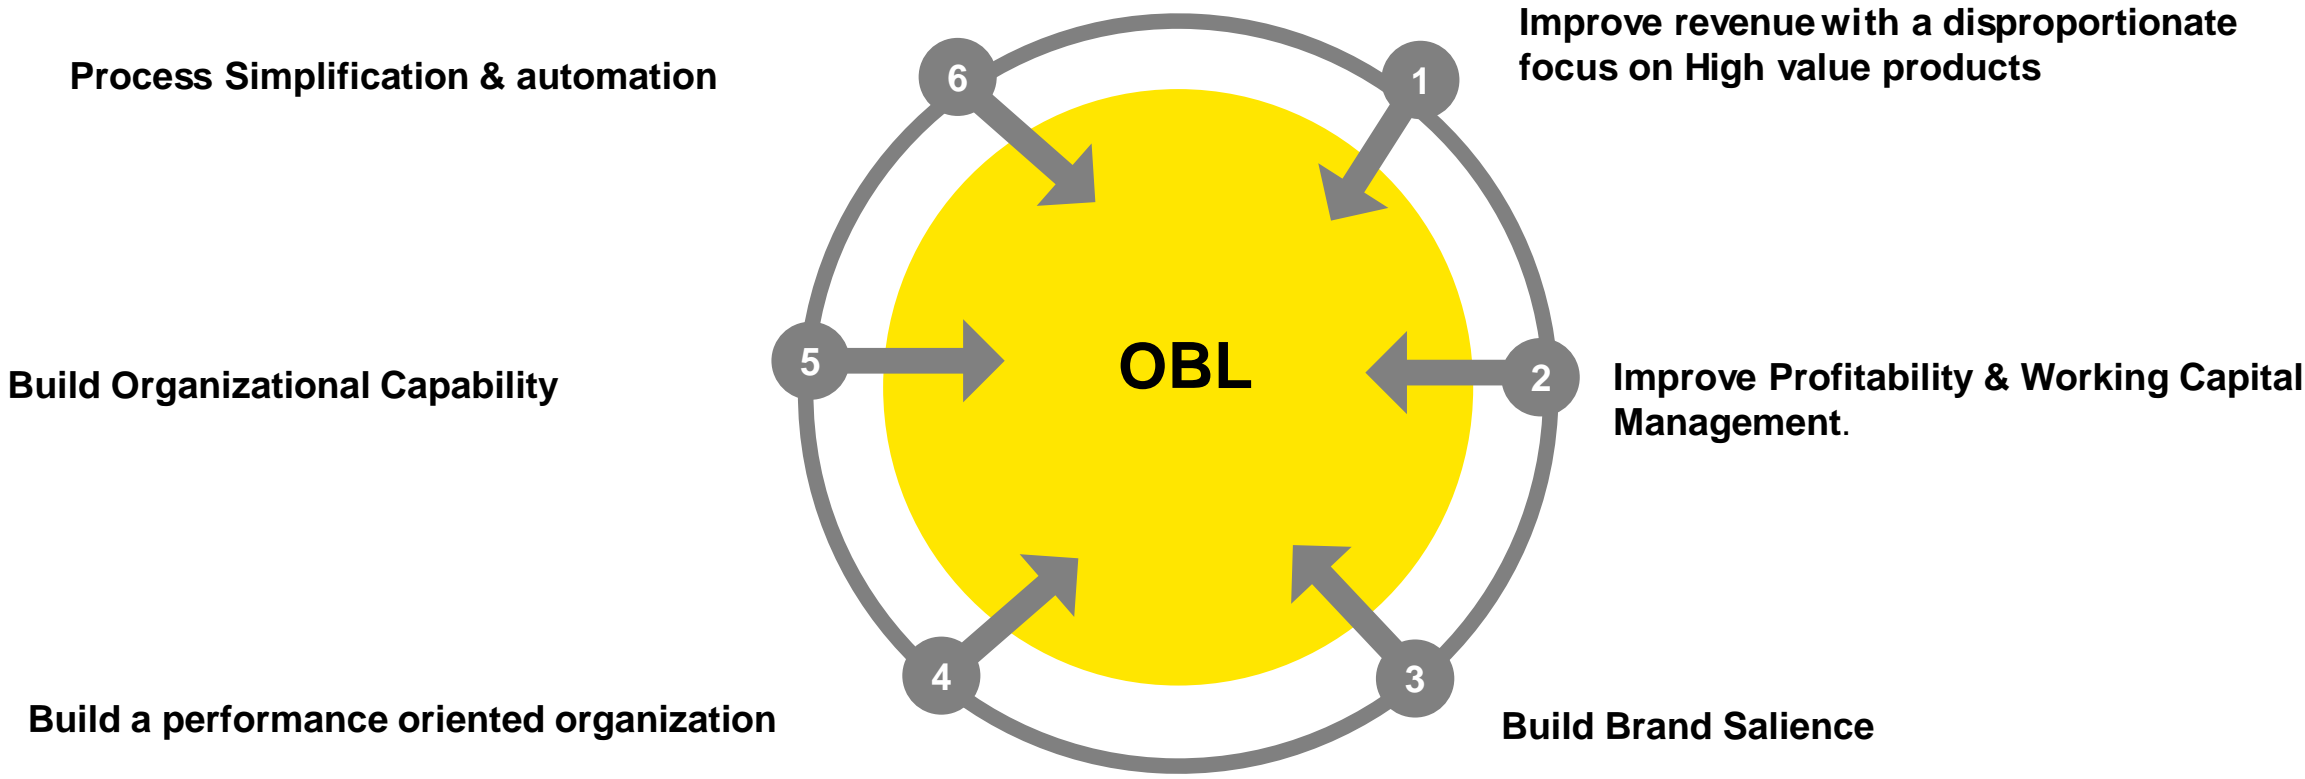 Improve revenue with a disproportionate
focus on High value products
Process Simplification & automation
6
1
OBL
5
2
Build Organizational Capability
Improve Profitability & Working Capital
Management.
4
3
Build a performance oriented organization
Build Brand Salience